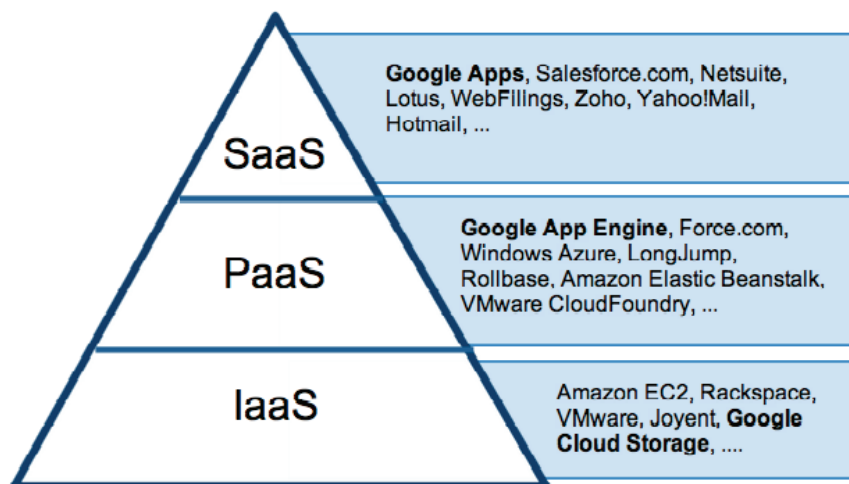 SaaS
Google Apps, Salesforce.com, Netsuite,
Lotus, WebFilings, Zoho, Yahoo!Mail,
Hotmail, ...
PaaS
Google App Engine, Force.com,
Windows Azure, LongJump,
Rollbase, Amazon Elastic Beanstalk,
VMware CloudFoundry, ...
IaaS
Amazon EC2, Rackspace,
VMware, Joyent, Google
Cloud Storage, ....